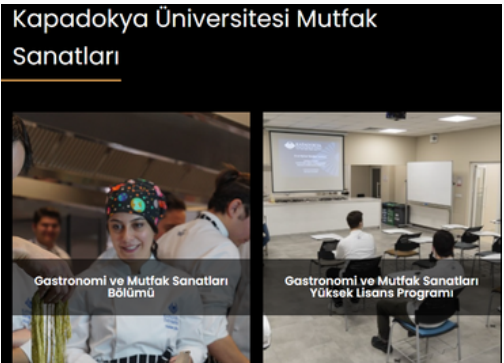 Kapadokya Üniversitesi Mutfak
Sanatları
Gastronomi ve Mutfak Sanatları
Bölümü
Gastronomi ve Mutfak Sanatları
Yüksek Lisans Programı